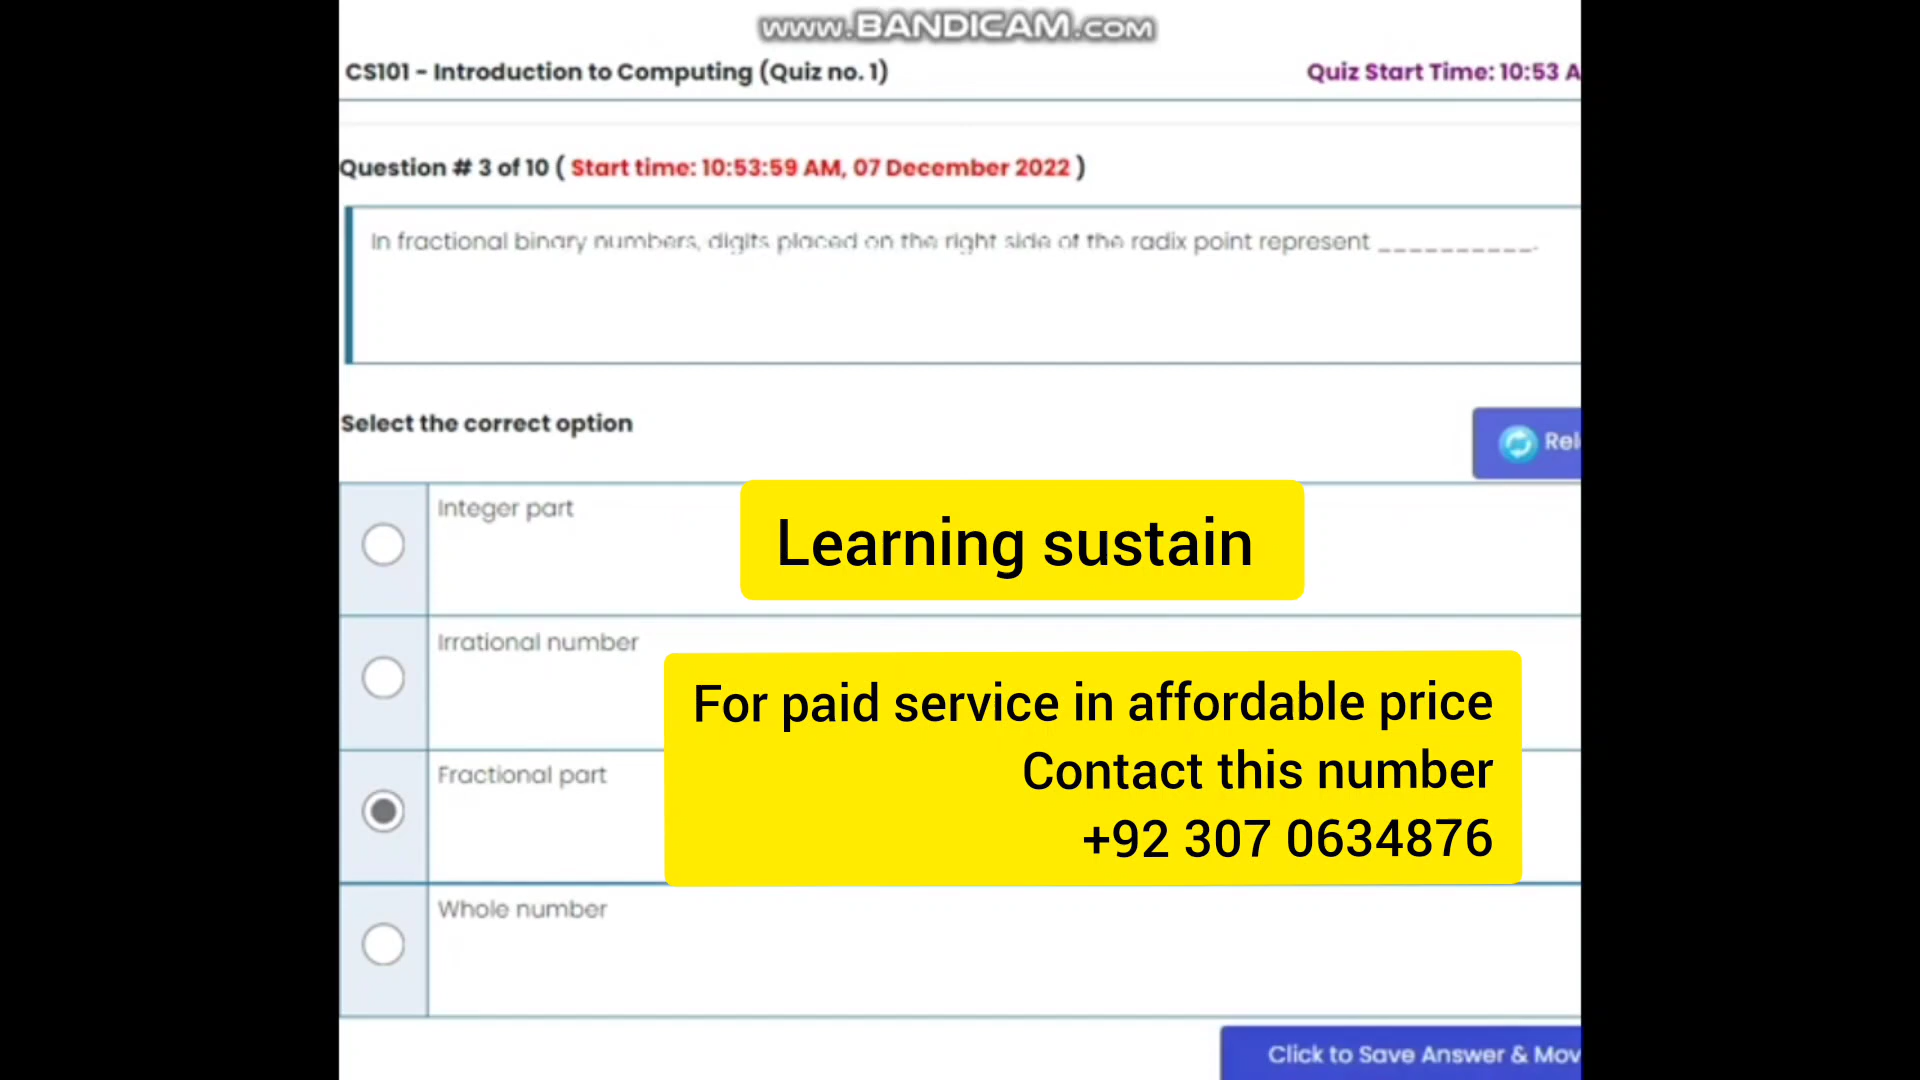 www.BANDICAM.COM
CS101 - Introduction to Computing (Quiz no. 1)
Quiz Start Time: 10:53 A
Question # 3 of 10 ( Start time: 10:53:59 AM, 07 December 2022 )
In fractional binary numbers, digits placed on the right side of the radix point represent __________.
Select the correct option
Rel
Integer part
Learning sustain
Irrational number
For paid service in affordable price
Contact this number
+92 307 0634876
Fractional part
Whole number
Click to Save Answer & Mov